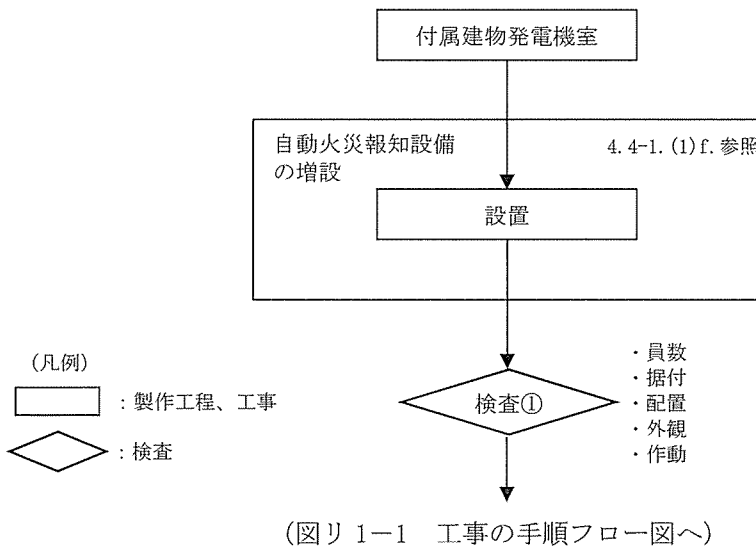 付属建物発電機室
自動火災報知設備
の増設
4.4-1.(1)f.参照
設置
検査①
・員数
・据付
・配置
・外観
・作動
(凡例)
：製作工程、工事
：検査
(図リ 1－1　工事の手順フロー図へ)